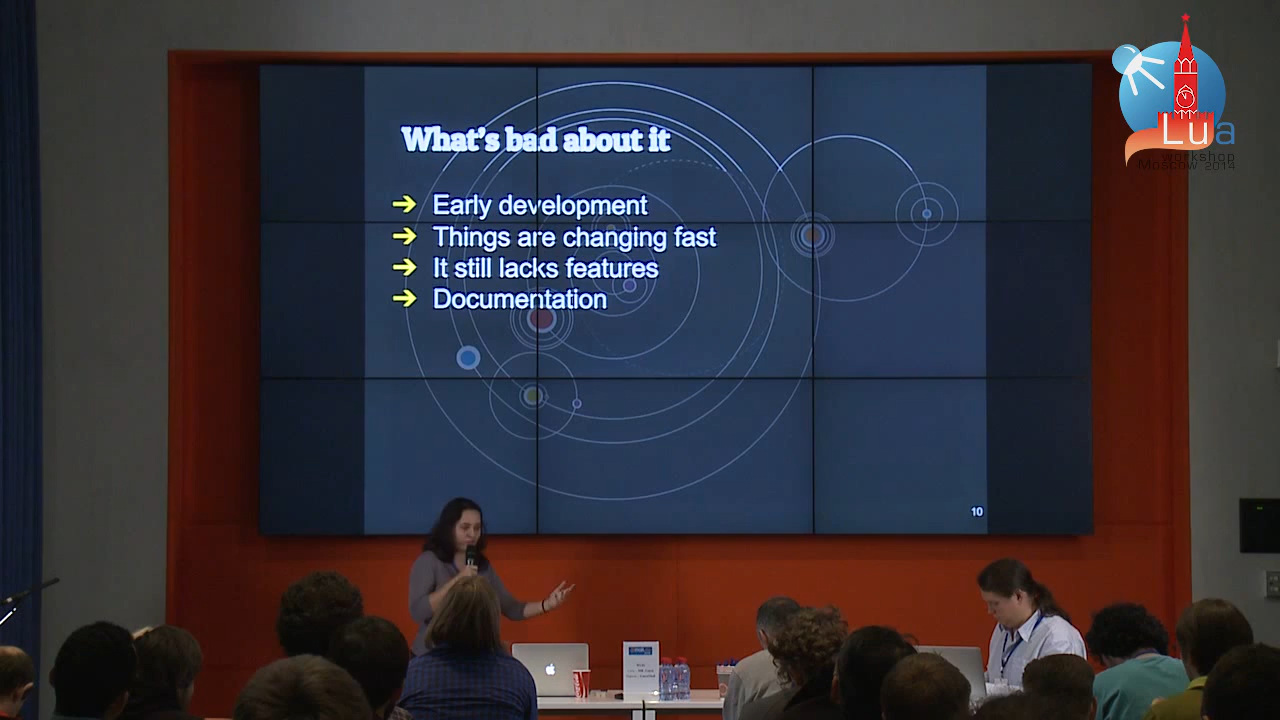 What's bad about it
➔ Early development
➔ Things are changing fast
➔ It still lacks features
➔ Documentation
10
Lua
workshop
Moscow 2014